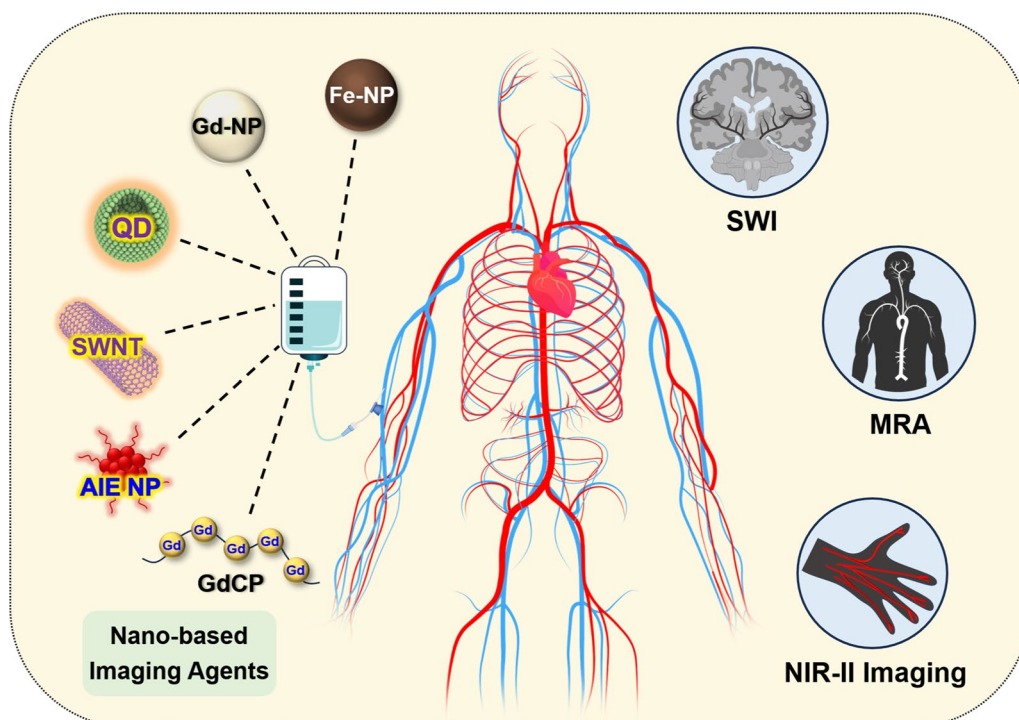 Fe-NP
Gd-NP
QD
SWNT
AIE NP
Gd
Gd
Gd
Gd
Gd
GdCP
Nano-based
Imaging Agents
SWI
MRA
NIR-II Imaging